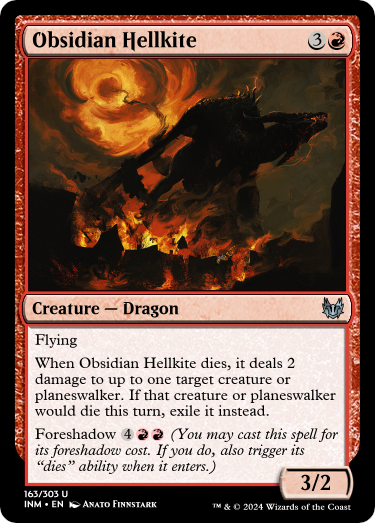 Obsidian Hellkite 3
Creature — Dragon
Flying
When Obsidian Hellkite dies, it deals 2
damage to up to one target creature or
planeswalker. If that creature or planeswalker
would die this turn, exile it instead.
Foreshadow 4 (You may cast this spell for
its foreshadow cost. If you do, also trigger its
“dies” ability when it enters.)
3/2
163/303 U
INM • EN Anato Finnstark
™ & © 2024 Wizards of the Coast